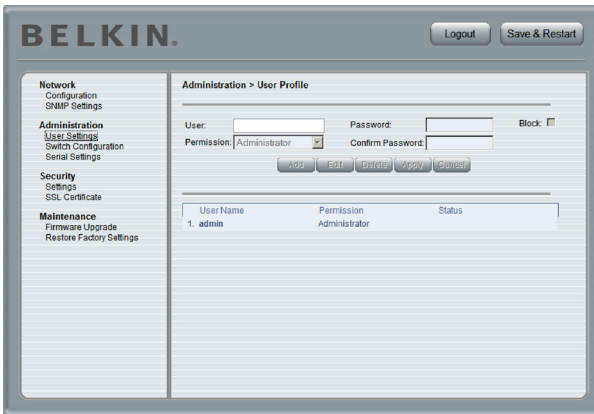 BELKIN.
Logout
Save & Restart
Network
Configuration
SNMP Settings
Administration
User Settings
Switch Configuration
Serial Settings
Security
Settings
SSL Certificate
Maintenance
Firmware Upgrade
Restore Factory Settings
Administration > User Profile
User: Password: Block:
Permission: Administrator Confirm Password:
Add Edit Delete Apply Cancel
User Name Permission Status
1. admin Administrator